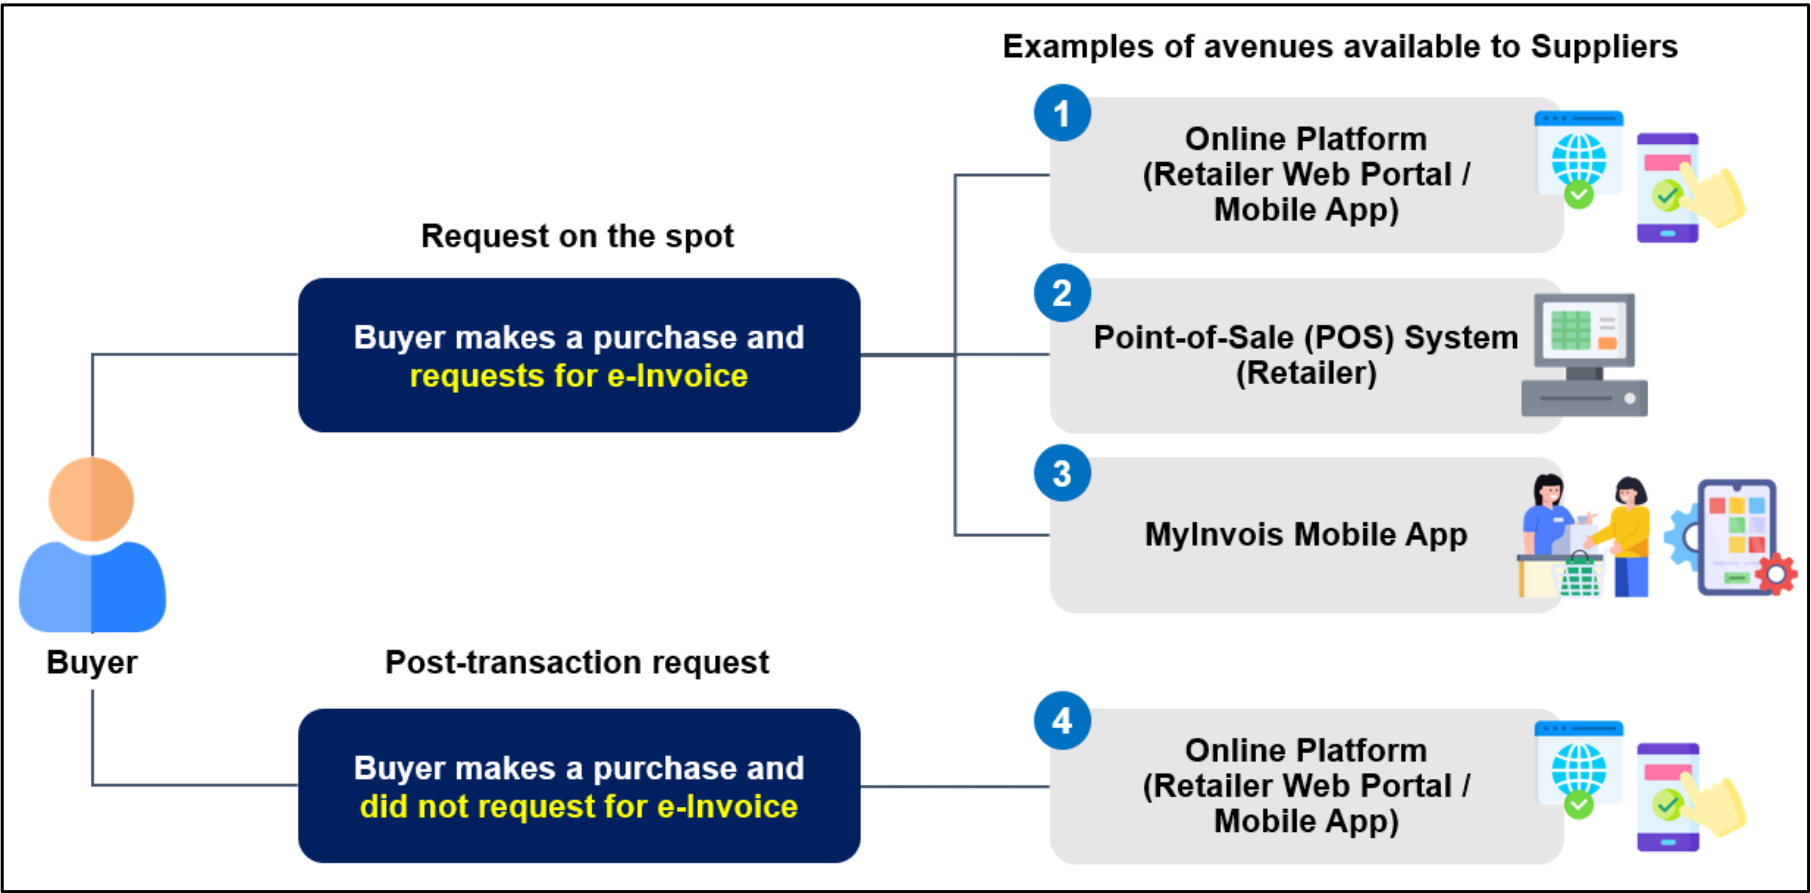 Examples of avenues available to Suppliers
1
Online Platform
(Retailer Web Portal /
Mobile App)
Request on the spot
Buyer makes a purchase and
requests for e-Invoice
2
Point-of-Sale (POS) System
(Retailer)
3
MyInvois Mobile App
Buyer
Post-transaction request
Buyer makes a purchase and
did not request for e-Invoice
4
Online Platform
(Retailer Web Portal /
Mobile App)